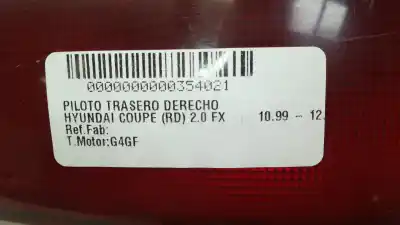 0000000000354021
PILOTO TRASERO DERECHO
HYUNDAI COUPE (RD) 2.0 FX 10.99 - 12.
Ref.Fab:
T.Motor:G4GF